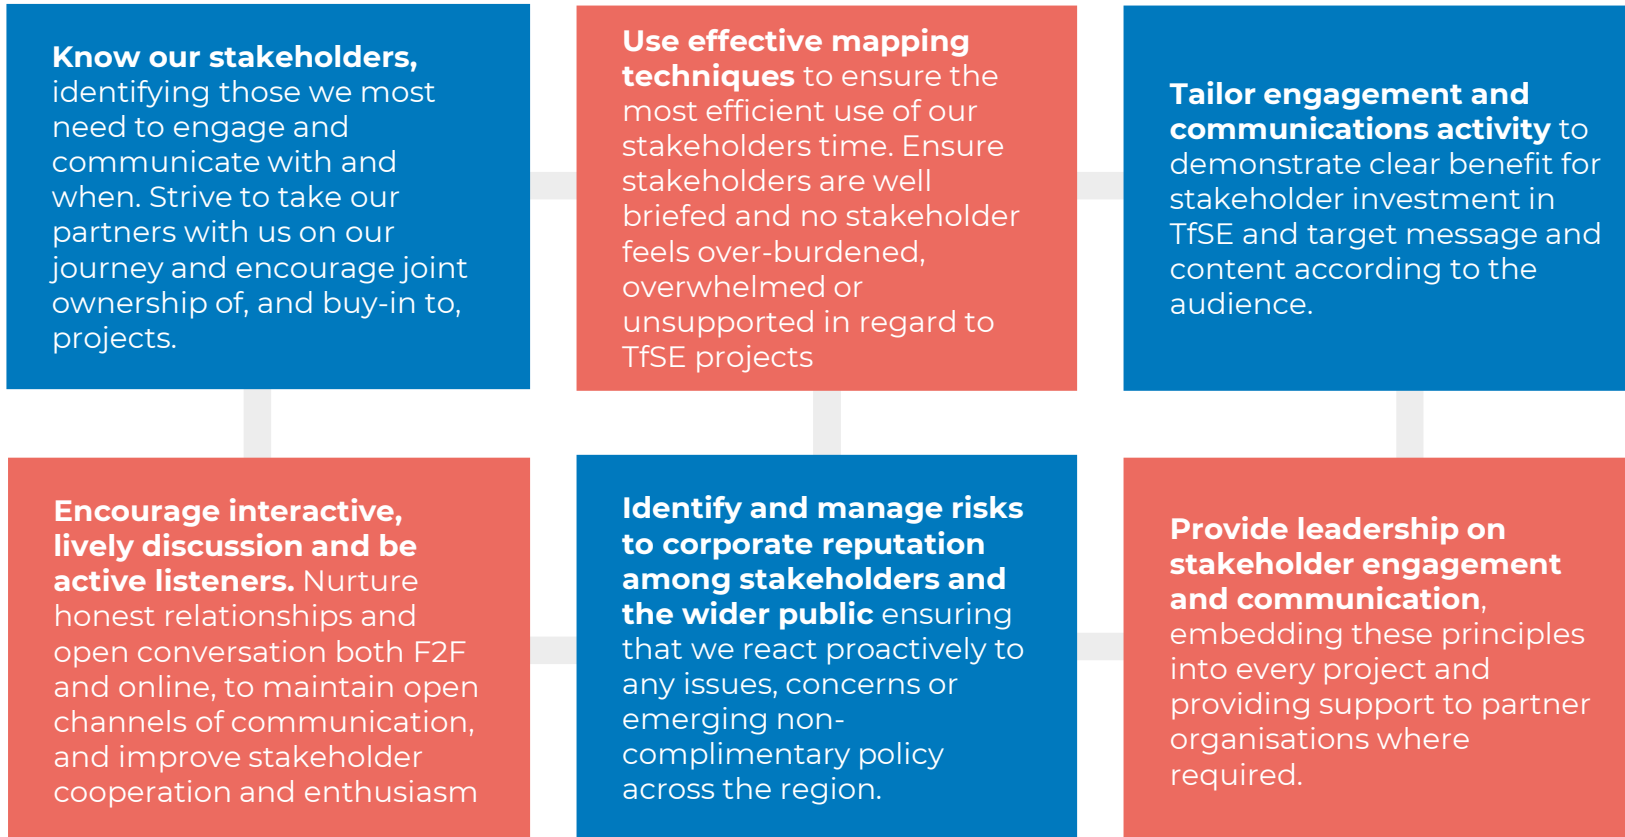 Know our stakeholders,
identifying those we most
need to engage and
communicate with and
when. Strive to take our
partners with us on our
journey and encourage joint
ownership of, and buy-in to,
projects.
Use effective mapping
techniques to ensure the
most efficient use of our
stakeholders time. Ensure
stakeholders are well
briefed and no stakeholder
feels over-burdened,
overwhelmed or
unsupported in regard to
TfSE projects
Tailor engagement and
communications activity to
demonstrate clear benefit for
stakeholder investment in
TfSE and target message and
content according to the
audience.
Encourage interactive,
lively discussion and be
active listeners. Nurture
honest relationships and
open conversation both F2F
and online, to maintain open
channels of communication,
and improve stakeholder
cooperation and enthusiasm
Identify and manage risks
to corporate reputation
among stakeholders and
the wider public ensuring
that we react proactively to
any issues, concerns or
emerging non-
complimentary policy
across the region.
Provide leadership on
stakeholder engagement
and communication,
embedding these principles
into every project and
providing support to partner
organisations where
required.